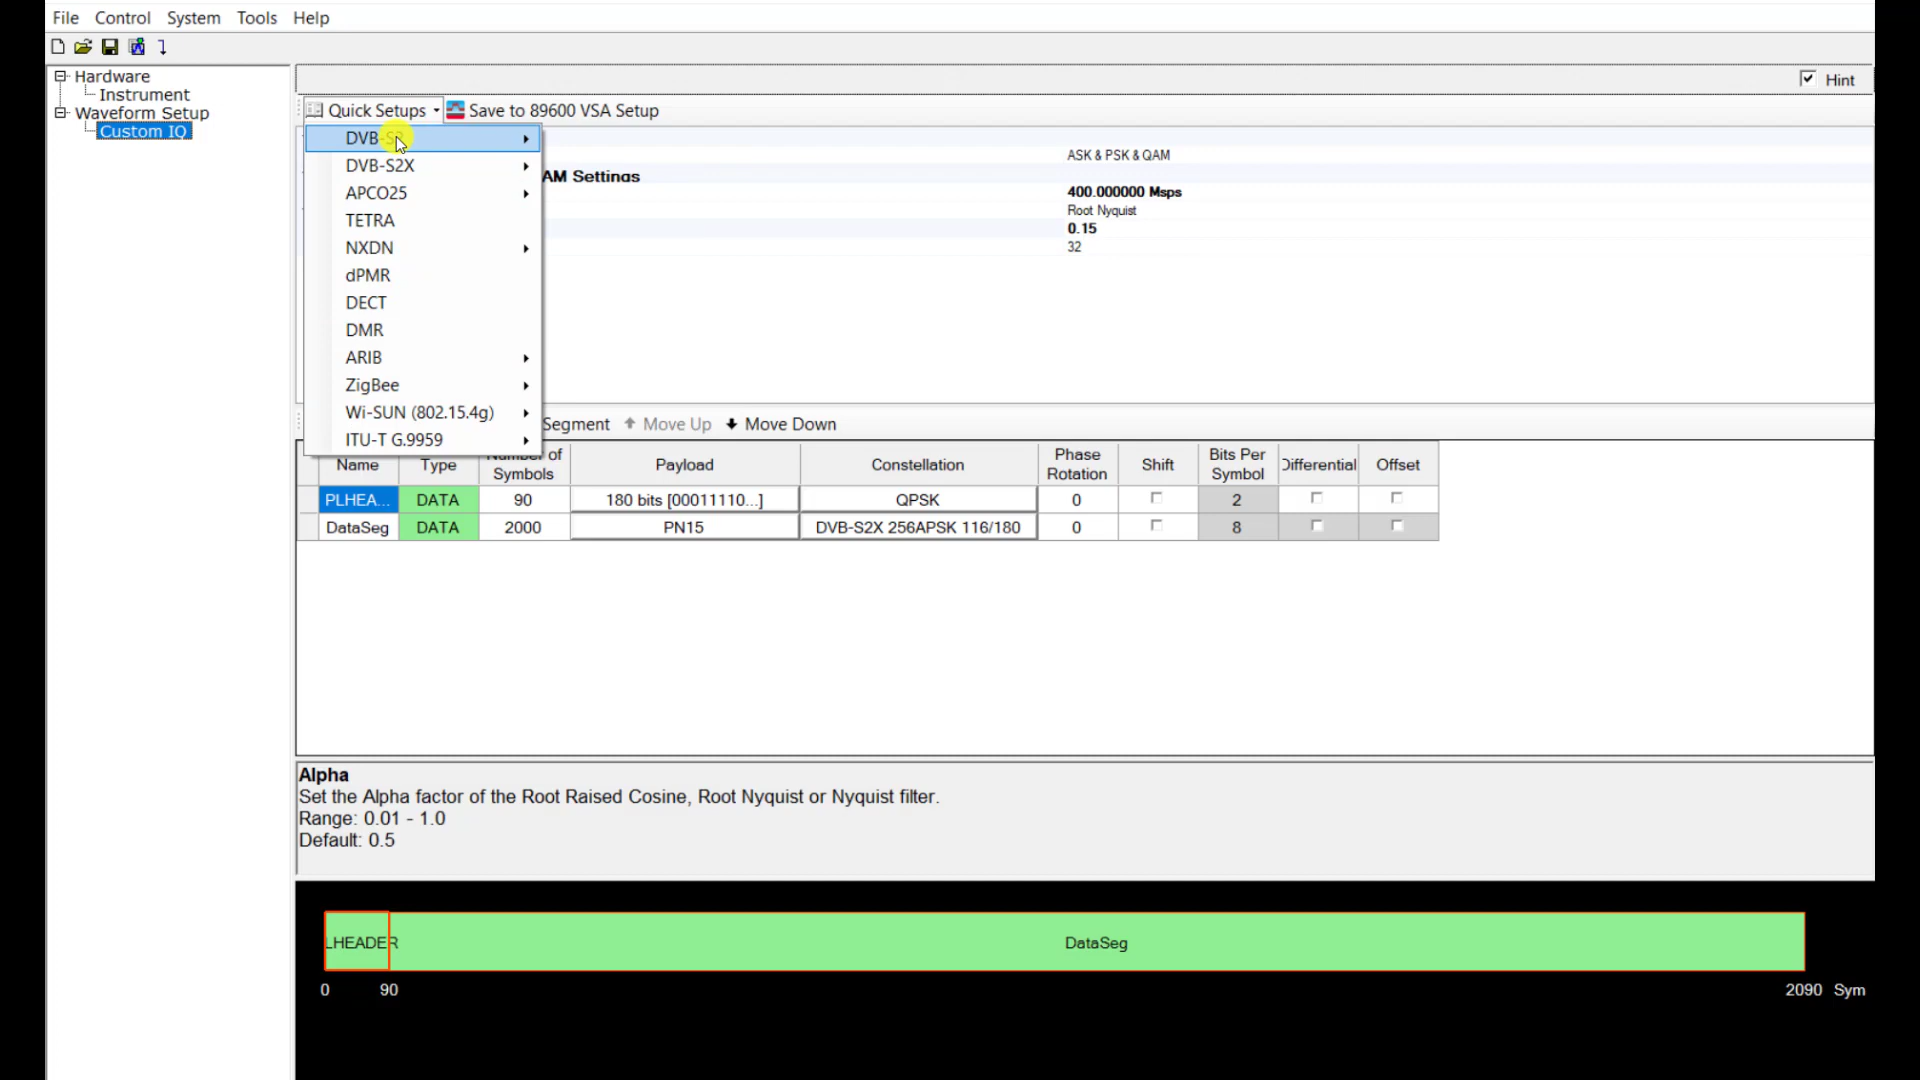 File Control System Tools Help
Hardware
Instrument
Waveform Setup
Custom IQ
Hint
Quick Setups Save to 89600 VSA Setup
DVB-S2
DVB-S2X
APCO25
TETRA
NXDN
dPMR
DECT
DMR
ARIB
ZigBee
Wi-SUN (802.15.4g)
ITU-T G.9959
ASK & PSK & QAM
AM Settings
400.000000 Msps
Root Nyquist
0.15
32
Segment Move Up Move Down
Name Type Number of Symbols Payload Constellation Phase Rotation Shift Bits Per Symbol Differential Offset
PLHEA... DATA 90 180 bits [00011110...] QPSK 0 2
DataSeg DATA 2000 PN15 DVB-S2X 256APSK 116/180 0 8
Alpha
Set the Alpha factor of the Root Raised Cosine, Root Nyquist or Nyquist filter.
Range: 0.01 - 1.0
Default: 0.5
LHEADER DataSeg
0 90 2090 Sym